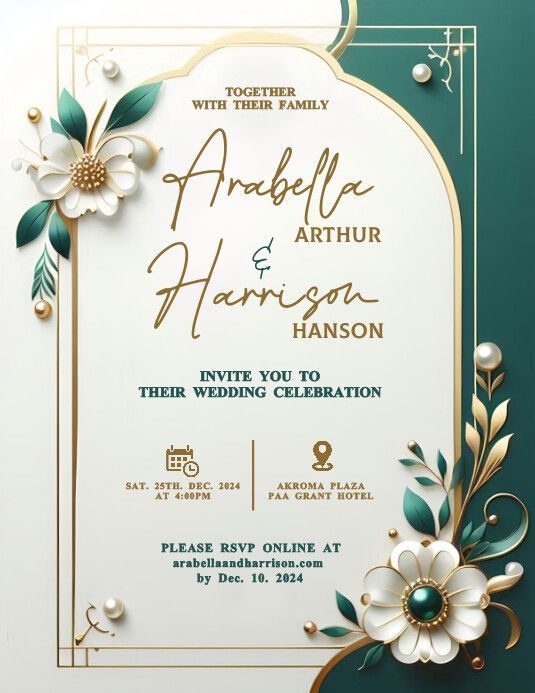 TOGETHER
WITH THEIR FAMILY
Arabella
ARTHUR
&
Harrison
HANSON
INVITE YOU TO
THEIR WEDDING CELEBRATION
SAT. 25TH. DEC. 2024
AT 4:00PM
AKROMA PLAZA
PAA GRANT HOTEL
PLEASE RSVP ONLINE AT
arabellaandharrison.com
by Dec. 10, 2024